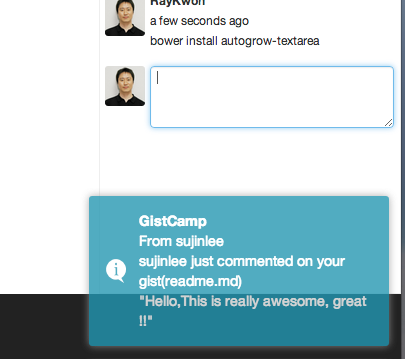 RayKwon
a few seconds ago
bower install autogrow-textarea
GistCamp
From sujinlee
sujinlee just commented on your
gist(readme.md)
"Hello,This is really awesome, great
!!"